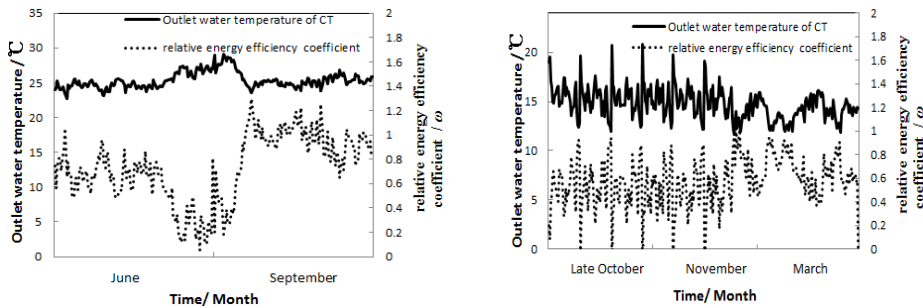 Outlet water temperature of CT
relative energy efficiency coefficient
Outlet water temperature / ℃
35
30
25
20
15
10
5
0
2
1.8
1.6
1.4
1.2
1
0.8
0.6
0.4
0.2
0
relative energy efficiency
coefficient / ω
June
September
Time/ Month
Outlet water temperature of CT
relative energy efficiency coefficient
Outlet water temperature / ℃
20
15
10
5
0
2
1.8
1.6
1.4
1.2
1
0.8
0.6
0.4
0.2
0
relative energy efficiency
coefficient / ω
Late October
November
March
Time/ Month